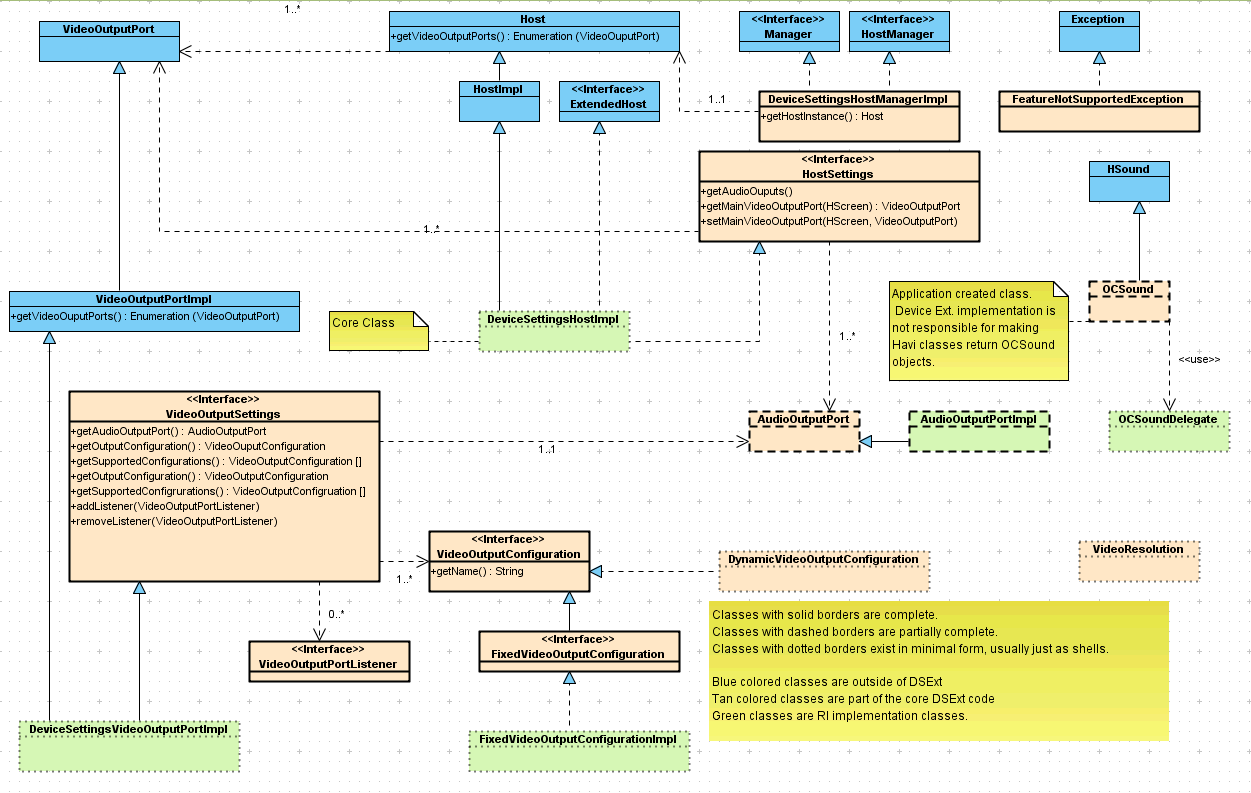 1..*
VideoOutputPort
Host
+getVideoOutputPorts() : Enumeration (VideoOuputPort)
<<Interface>>
Manager
<<Interface>>
HostManager
Exception
HostImpl
<<Interface>>
ExtendedHost
1..1
DeviceSettingsHostManagerImpl
+getHostInstance() : Host
FeatureNotSupportedException
<<Interface>>
HostSettings
+getAudioOuputs()
+getMainVideoOutputPort(HScreen) : VideoOutputPort
+setMainVideoOutputPort(HScreen, VideoOutputPort)
HSound
1..*
VideoOutputPortImpl
+getVideoOuputPorts() : Enumeration (VideoOutputPort)
Core Class
DeviceSettingsHostImpl
1..*
Application created class.
Device Ext. implementation is
not responsible for making
Havi classes return OCSound
objects.
OCSound
<<use>>
<<Interface>>
VideoOutputSettings
+getAudioOutputPort() : AudioOutputPort
+getOutputConfiguration() : VideoOuputConfiguration
+getSupportedConfigurations() : VideoOutputConfiguration []
+getOutputConfiguration() : VideoOutputConfiguration
+getSupportedConfigrurations() : VideoOutputConfigruation []
+addListener(VideoOutputPortListener)
+removeListener(VideoOutputPortListener)
1..1
AudioOutputPort
AudioOutputPortImpl
OCSoundDelegate
1..*
<<Interface>>
VideoOutputConfiguration
+getName() : String
DynamicVideoOutputConfiguration
VideoResolution
0..*
<<Interface>>
VideoOutputPortListener
<<Interface>>
FixedVideoOutputConfiguration
Classes with solid borders are complete.
Classes with dashed borders are partially complete.
Classes with dotted borders exist in minimal form, usually just as shells.
Blue colored classes are outside of DSExt
Tan colored classes are part of the core DSExt code
Green classes are RI implementation classes.
DeviceSettingsVideoOutputPortImpl
FixedVideoOutputConfigurationImpl